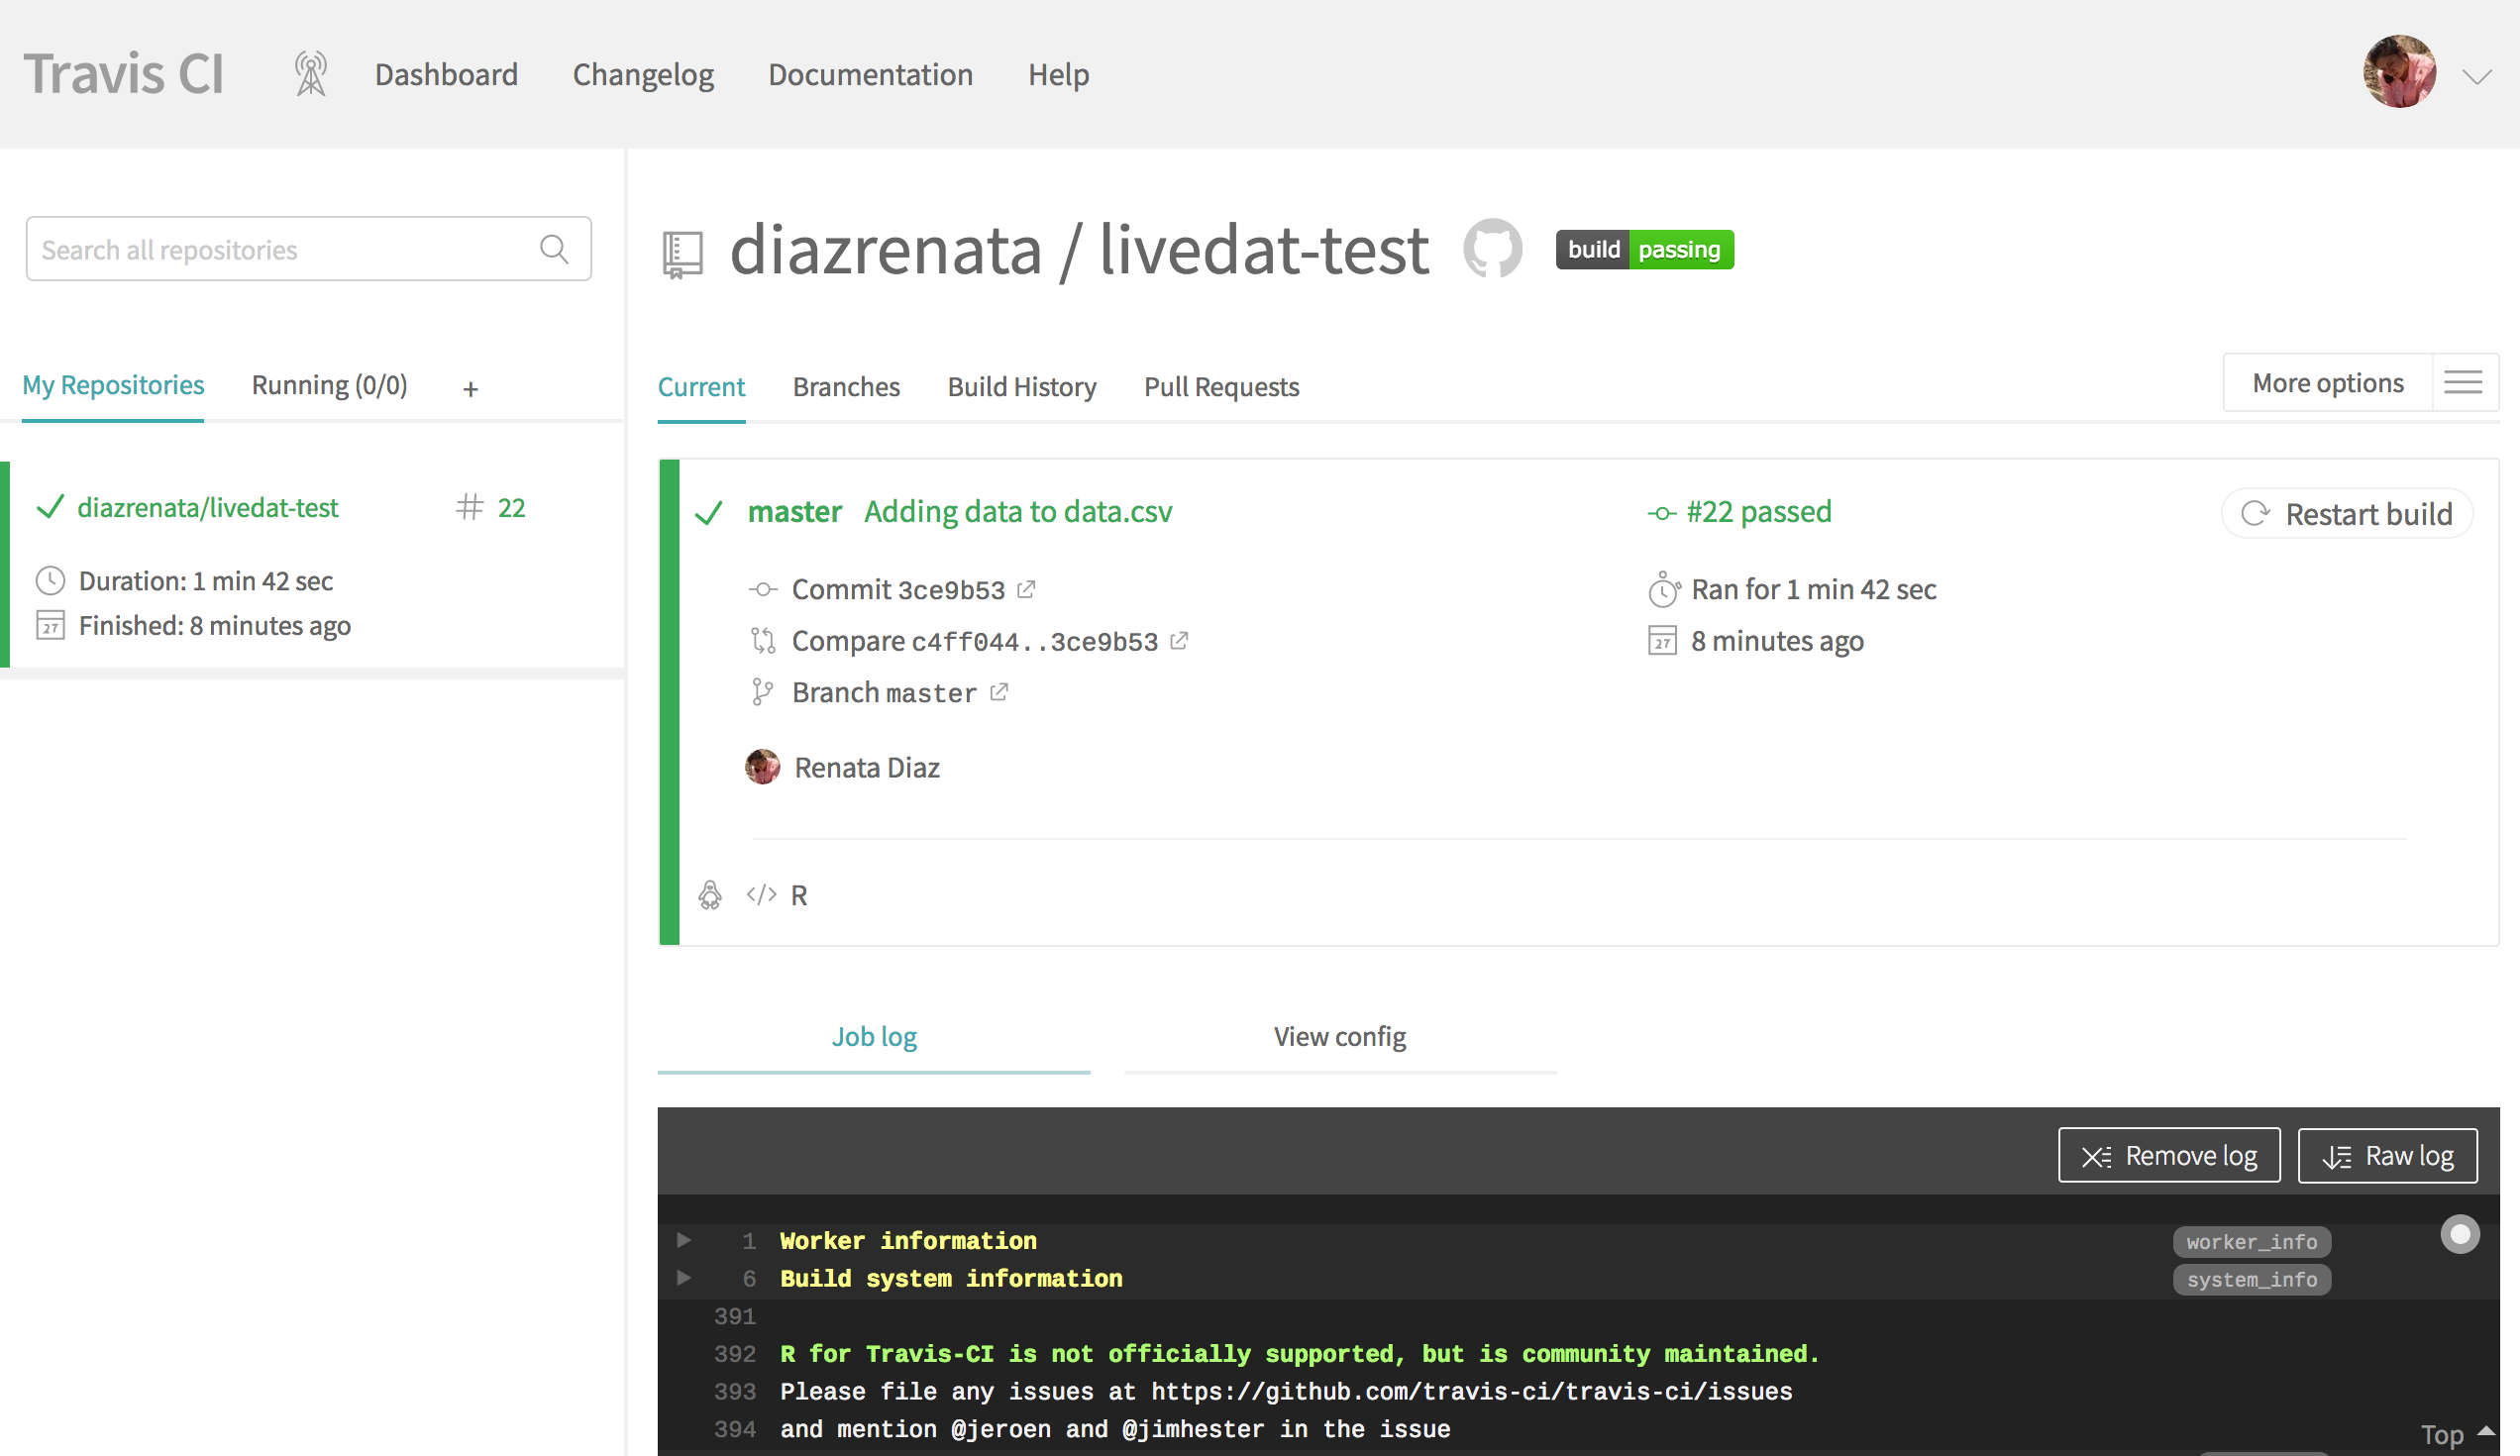 Travis CI
Dashboard
Changelog
Documentation
Help
Search all repositories
My Repositories
Running (0/0)
+
diazrenata/livedat-test
# 22
Duration: 1 min 42 sec
27
Finished: 8 minutes ago
diazrenata / livedat-test
build passing
Current
Branches
Build History
Pull Requests
More options
master Adding data to data.csv
Commit 3ce9b53
Compare c4ff044..3ce9b53
Branch master
Renata Diaz
#22 passed
Ran for 1 min 42 sec
27
8 minutes ago
Restart build
</> R
Job log
View config
Remove log
Raw log
1 Worker information
worker_info
6 Build system information
system_info
391
392 R for Travis-CI is not officially supported, but is community maintained.
393 Please file any issues at https://github.com/travis-ci/travis-ci/issues
394 and mention @jeroen and @jimhester in the issue
Top